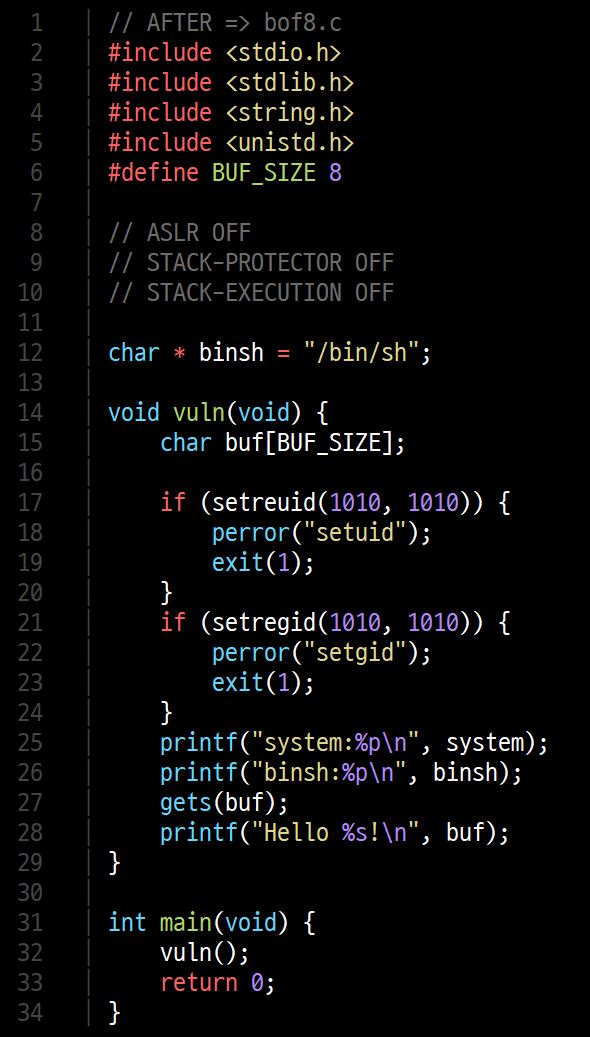 1 // AFTER => bof8.c
2 #include <stdio.h>
3 #include <stdlib.h>
4 #include <string.h>
5 #include <unistd.h>
6 #define BUF_SIZE 8
7
8 // ASLR OFF
9 // STACK-PROTECTOR OFF
10 // STACK-EXECUTION OFF
11
12 char * binsh = "/bin/sh";
13
14 void vuln(void) {
15     char buf[BUF_SIZE];
16
17     if (setreuid(1010, 1010)) {
18         perror("setuid");
19         exit(1);
20     }
21     if (setregid(1010, 1010)) {
22         perror("setgid");
23         exit(1);
24     }
25     printf("system:%p\n", system);
26     printf("binsh:%p\n", binsh);
27     gets(buf);
28     printf("Hello %s!\n", buf);
29 }
30
31 int main(void) {
32     vuln();
33     return 0;
34 }